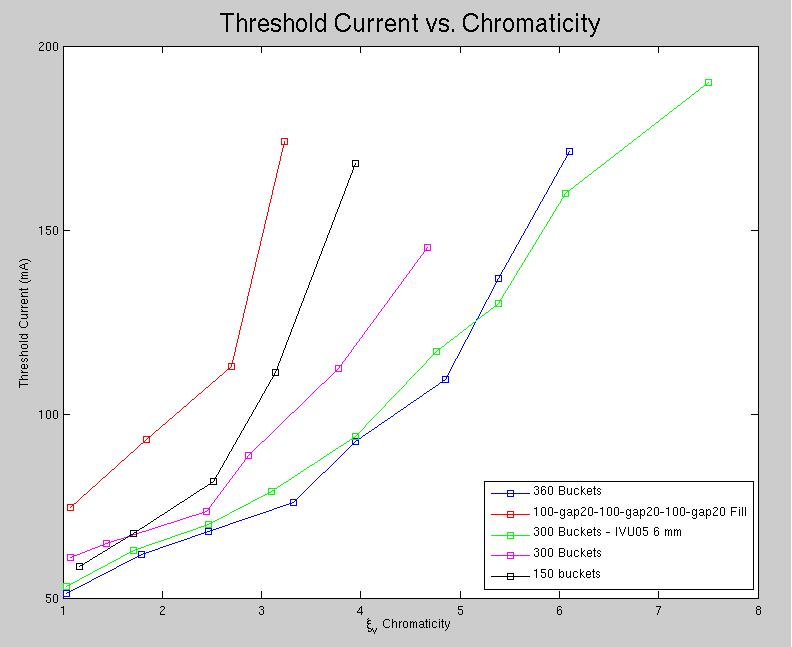 Threshold Current vs. Chromaticity
Threshold Current (mA)
200
150
100
50
1 2 3 4 5 6 7 8
ξv Chromaticity
360 Buckets
100-gap20-100-gap20-100-gap20 Fill
300 Buckets - IVU05 6 mm
300 Buckets
150 buckets